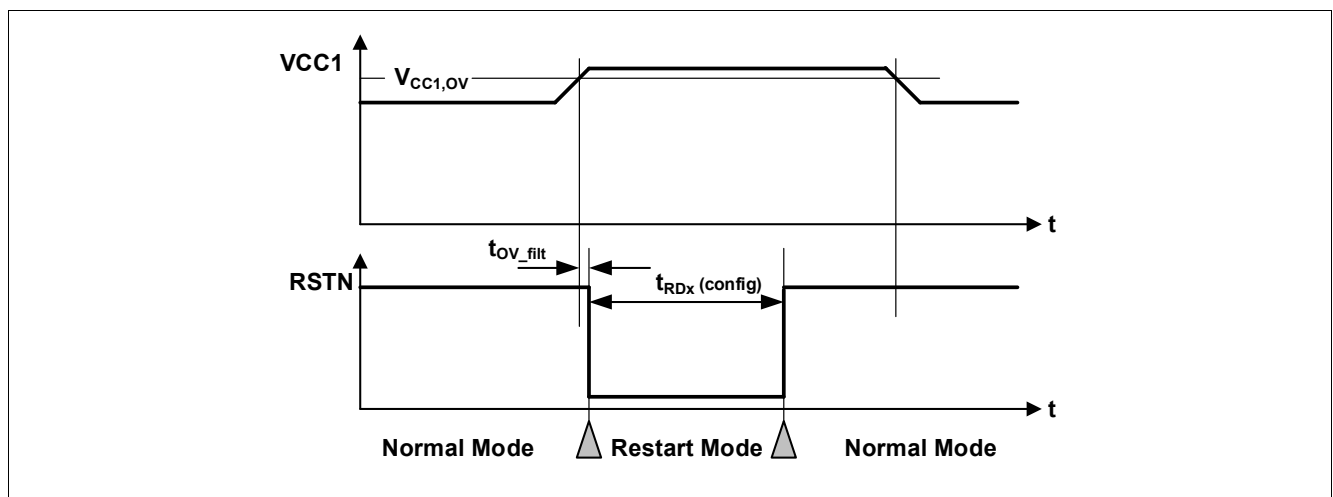 VCC1
VCC1,OV
t
tOV_filt
RSTN
tRDx (config)
t
Normal Mode Restart Mode Normal Mode